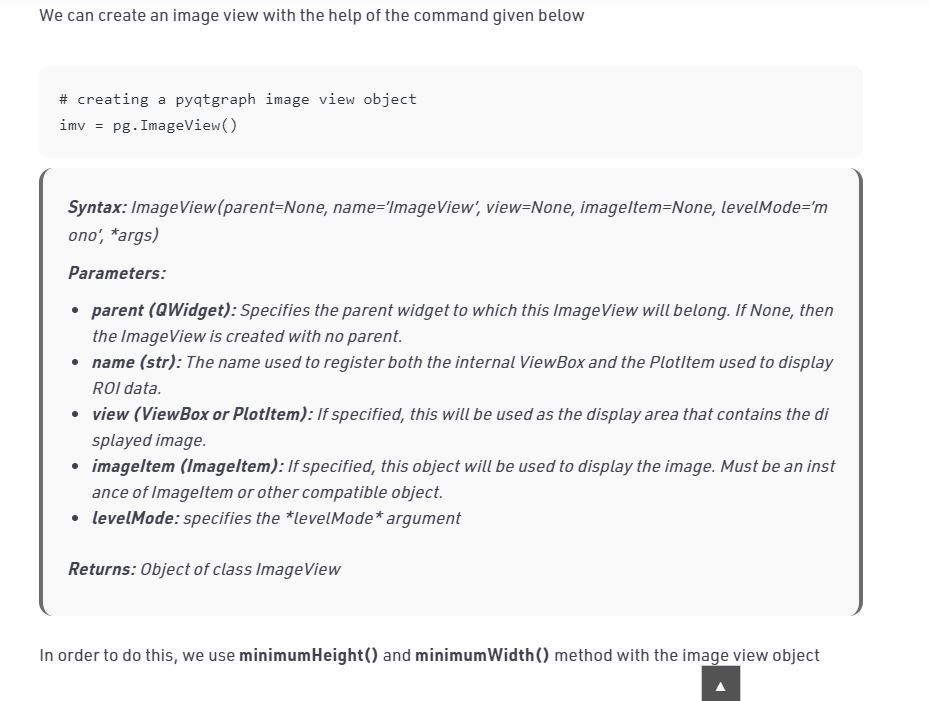 We can create an image view with the help of the command given below
# creating a pyqtgraph image view object
imv = pg.ImageView()
Syntax: ImageView(parent=None, name='ImageView', view=None, imageItem=None, levelMode='m
ono', *args)
Parameters:
• parent (QWidget): Specifies the parent widget to which this ImageView will belong. If None, then
the ImageView is created with no parent.
• name (str): The name used to register both the internal ViewBox and the PlotItem used to display
ROI data.
• view (ViewBox or PlotItem): If specified, this will be used as the display area that contains the di
splayed image.
• imageItem (ImageItem): If specified, this object will be used to display the image. Must be an inst
ance of ImageItem or other compatible object.
• levelMode: specifies the *levelMode* argument
Returns: Object of class ImageView
In order to do this, we use minimumHeight() and minimumWidth() method with the image view object